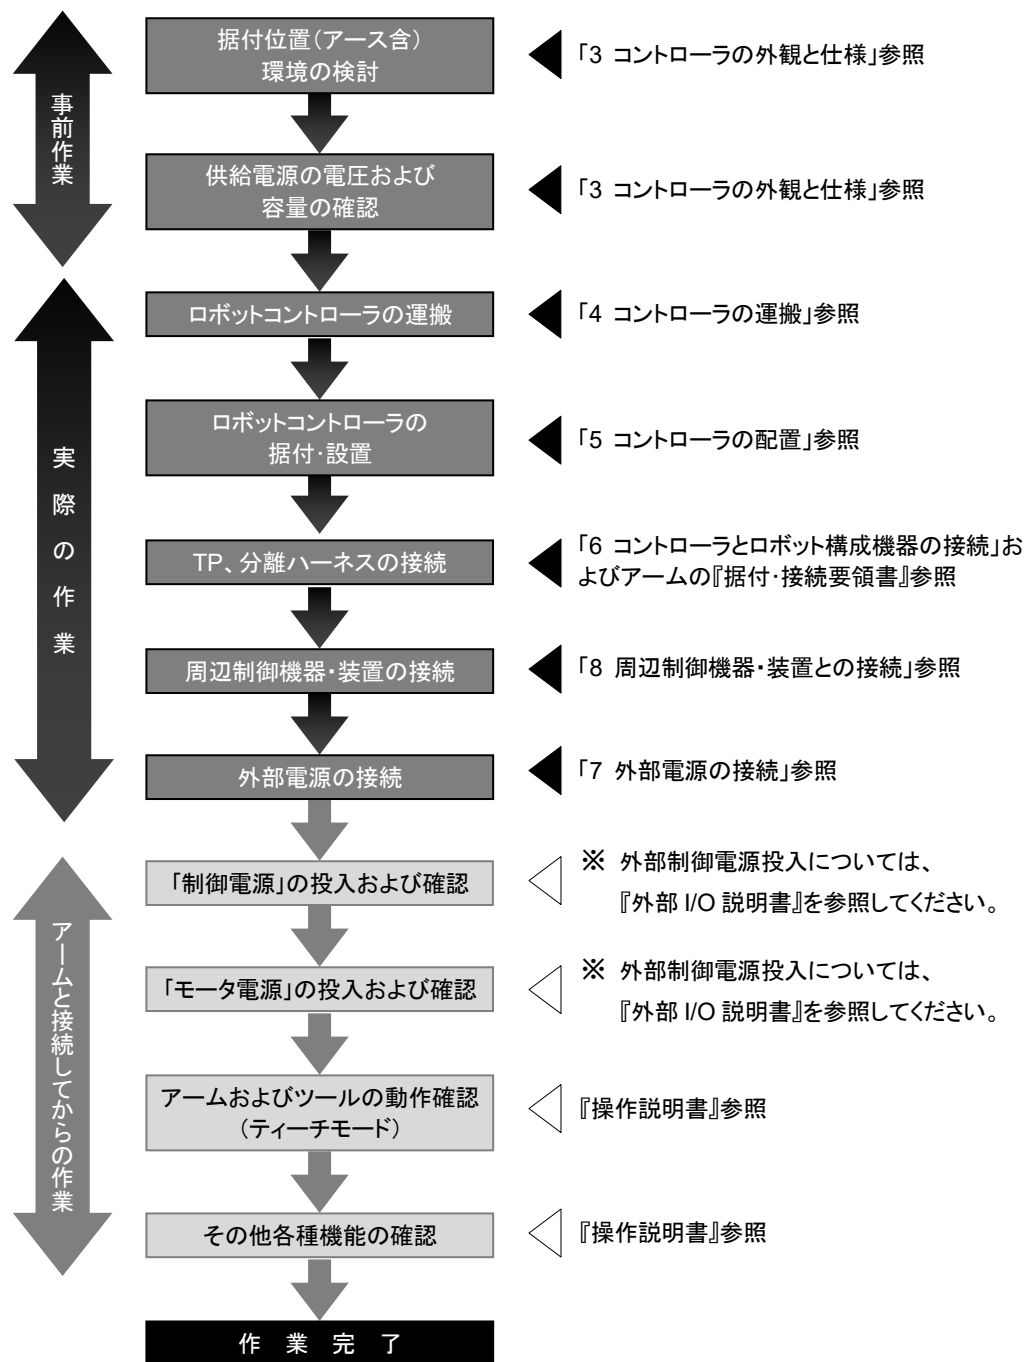 事前作業
据付位置（アース含）
環境の検討
「3 コントローラの外観と仕様」参照
供給電源の電圧および
容量の確認
「3 コントローラの外観と仕様」参照
実際の作業
ロボットコントローラの運搬
「4 コントローラの運搬」参照
ロボットコントローラの
据付・設置
「5 コントローラの配置」参照
TP、分離ハーネスの接続
「6 コントローラとロボット構成機器の接続」お
よびアームの『据付・接続要領書』参照
周辺制御機器・装置の接続
「8 周辺制御機器・装置との接続」参照
外部電源の接続
「7 外部電源の接続」参照
アームと接続してからの作業
「制御電源」の投入および確認
※ 外部制御電源投入については、
『外部 I/O 説明書』を参照してください。
「モータ電源」の投入および確認
※ 外部制御電源投入については、
『外部 I/O 説明書』を参照してください。
アームおよびツールの動作確認
（ティーチモード）
『操作説明書』参照
その他各種機能の確認
『操作説明書』参照
作 業 完 了